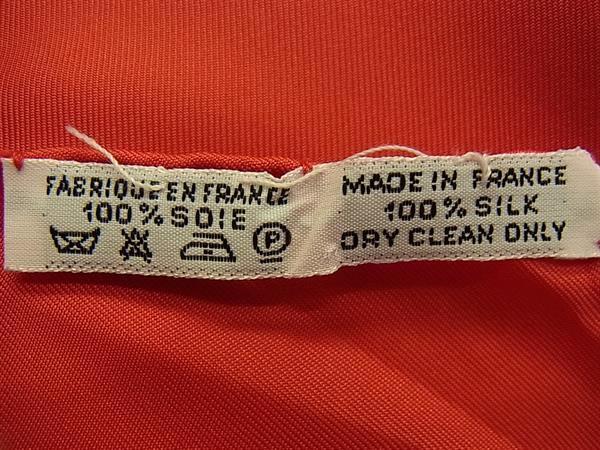 FABRIQUE EN FRANCE
100% SOIE
P
MADE IN FRANCE
100% SILK
DRY CLEAN ONLY